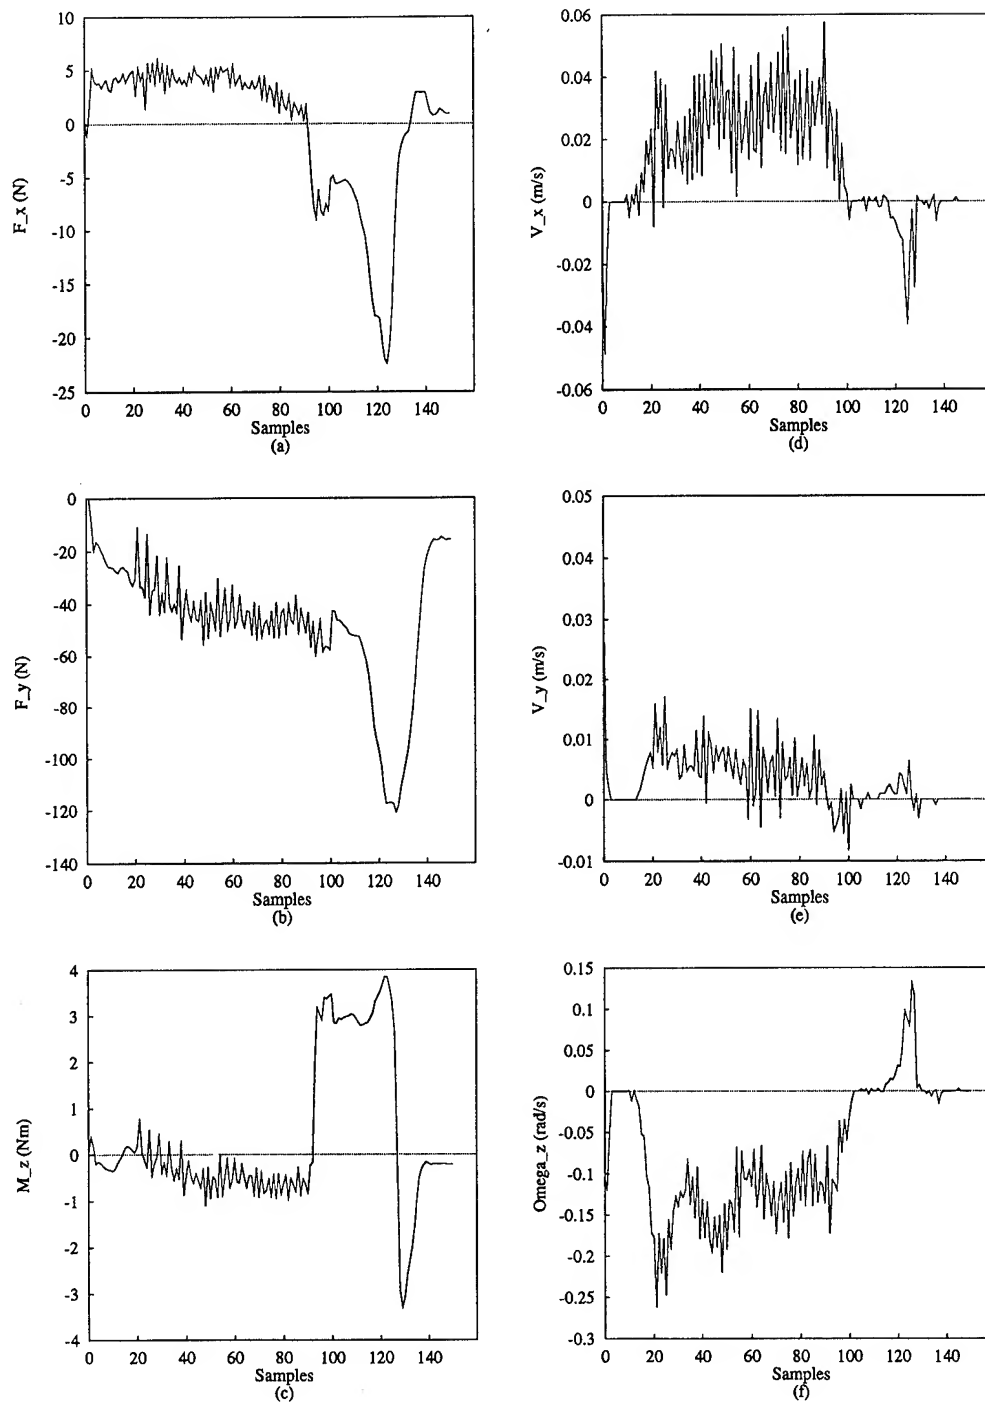 F_x (N)
10
5
0
-5
-10
-15
-20
-25
0 20 40 60 80 100 120 140
Samples
(a)
V_x (m/s)
0.06
0.04
0.02
0
-0.02
-0.04
-0.06
0 20 40 60 80 100 120 140
Samples
(d)
F_y (N)
0
-20
-40
-60
-80
-100
-120
-140
0 20 40 60 80 100 120 140
Samples
(b)
V_y (m/s)
0.05
0.04
0.03
0.02
0.01
0
-0.01
0 20 40 60 80 100 120 140
Samples
(e)
M_z (Nm)
4
3
2
1
0
-1
-2
-3
-4
0 20 40 60 80 100 120 140
Samples
(c)
Omega_z (rad/s)
0.15
0.1
0.05
0
-0.05
-0.1
-0.15
-0.2
-0.25
-0.3
0 20 40 60 80 100 120 140
Samples
(f)